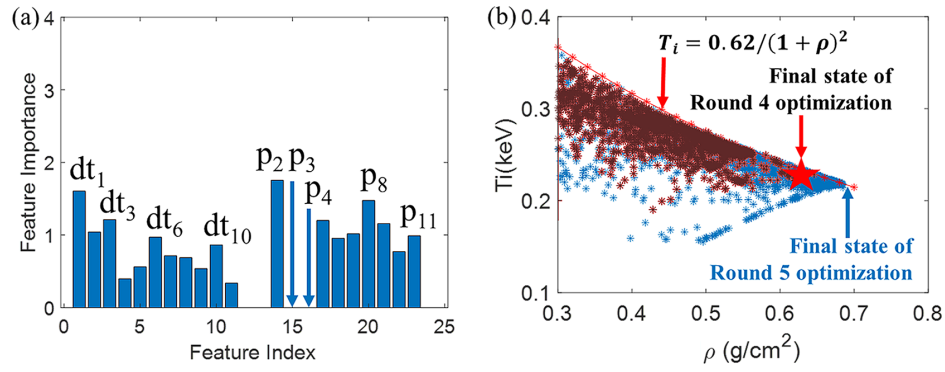 (a)
4
3
2
1
0
Feature Importance
dt₁
dt₃
dt₆
dt₁₀
p₂
p₃
p₄
p₈
p₁₁
0
5
10
15
20
25
Feature Index
(b)
0.4
0.3
0.2
0.1
Ti(keV)
Tᵢ = 0.62/(1 + ρ)²
Final state of
Round 4 optimization
Final state of
Round 5 optimization
0.3
0.4
0.5
0.6
0.7
0.8
ρ (g/cm²)